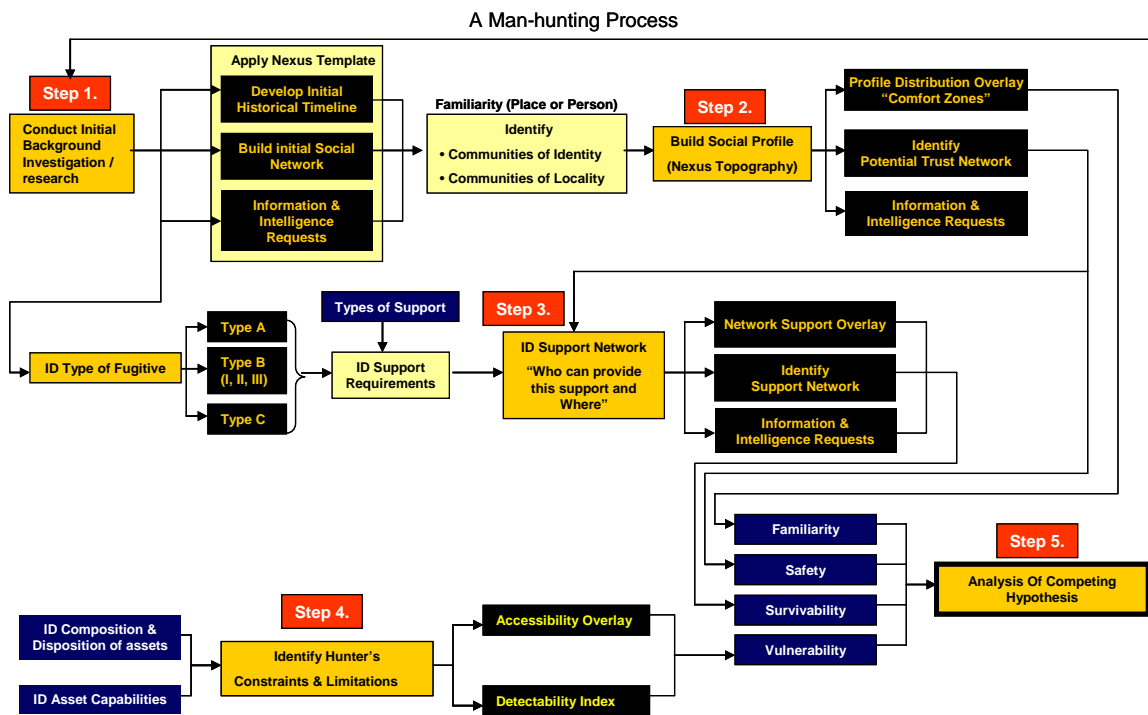 A Man-hunting Process
Step 1.
Conduct Initial
Background
Investigation /
research
Apply Nexus Template
Develop Initial
Historical Timeline
Build initial Social
Network
Information &
Intelligence
Requests
Familiarity (Place or Person)
Identify
• Communities of Identity
• Communities of Locality
Step 2.
Build Social Profile
(Nexus Topography)
Profile Distribution Overlay
“Comfort Zones”
Identify
Potential Trust Network
Information &
Intelligence Requests
ID Type of Fugitive
Type A
Type B
(I, II, III)
Type C
Types of Support
ID Support
Requirements
Step 3.
ID Support Network
“Who can provide
this support and
Where”
Network Support Overlay
Identify
Support Network
Information &
Intelligence Requests
Familiarity
Safety
Survivability
Vulnerability
Step 5.
Analysis Of Competing
Hypothesis
Step 4.
ID Composition &
Disposition of assets
ID Asset Capabilities
Identify Hunter’s
Constraints & Limitations
Accessibility Overlay
Detectability Index